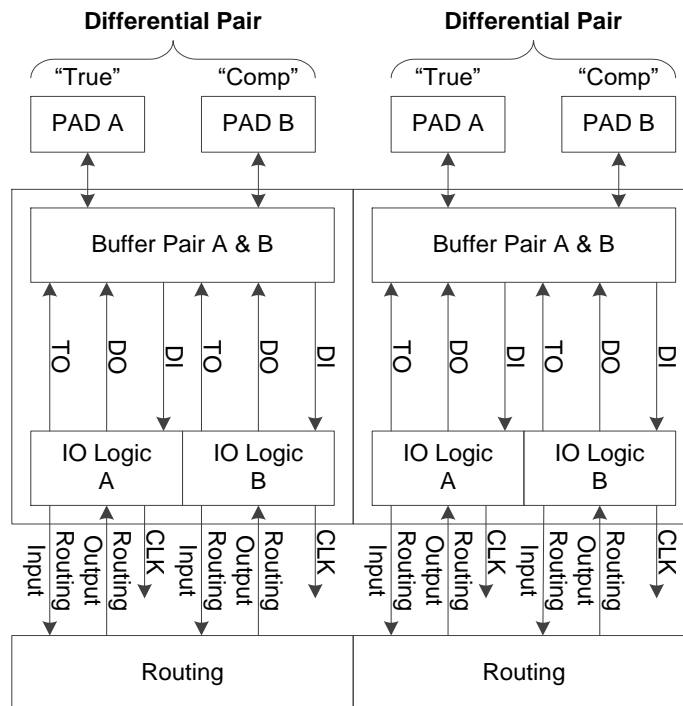 Differential Pair Differential Pair
“True” “Comp” “True” “Comp”
PAD A PAD B PAD A PAD B
Buffer Pair A & B Buffer Pair A & B
TO DO DI TO DO DI TO DO DI TO DO DI
IO Logic A IO Logic B IO Logic A IO Logic B
Routing Input Routing Output CLK Routing Input Routing Output CLK Routing Input Routing Output CLK Routing Input Routing Output CLK
Routing Routing